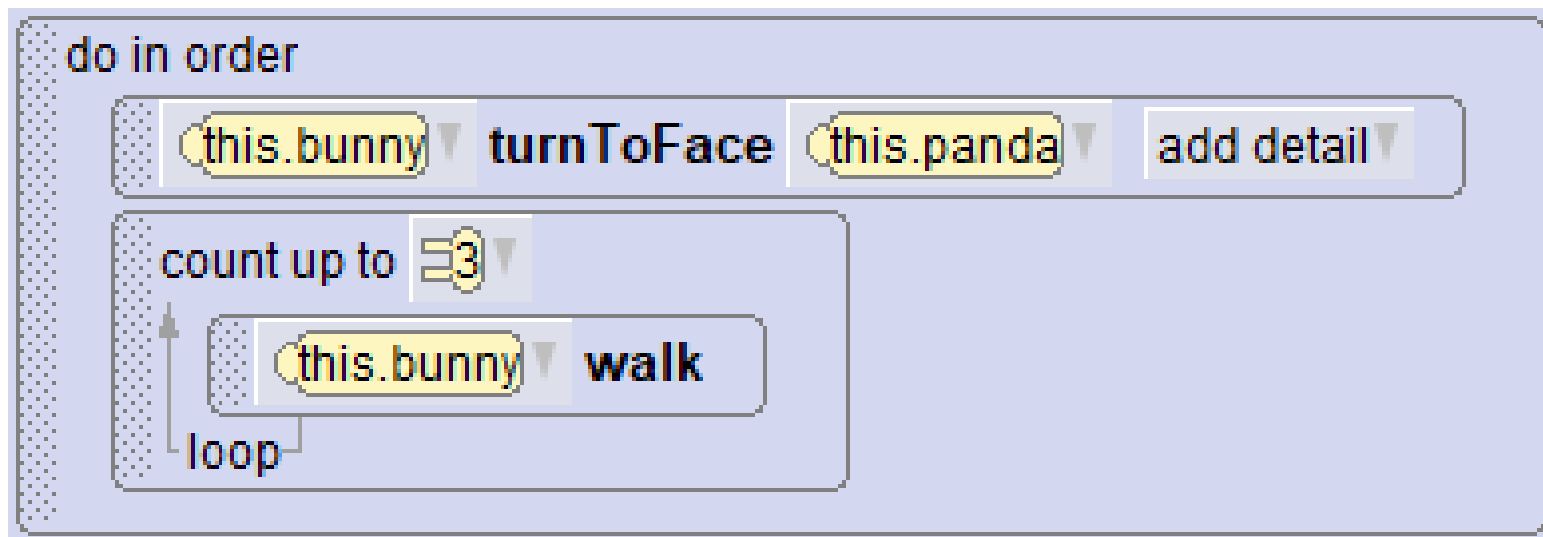 do in order
this.bunny turnToFace this.panda add detail
count up to 3
this.bunny walk
loop